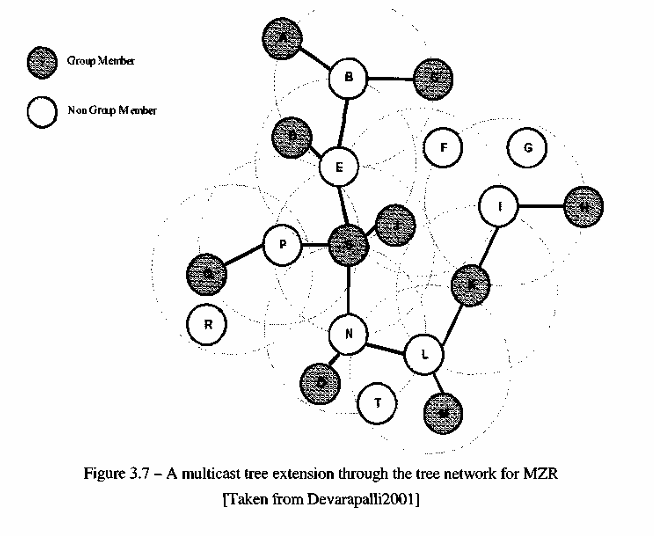 Group Member
Non Group Member
A
B
F
G
E
I
H
P
J
K
R
N
L
T
M
Figure 3.7 – A multicast tree extension through the tree network for MZR
[Taken from Devarapalli2001]